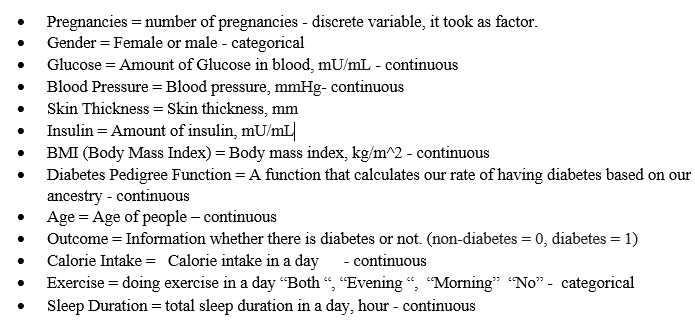 • Pregnancies = number of pregnancies - discrete variable, it took as factor.
• Gender = Female or male - categorical
• Glucose = Amount of Glucose in blood, mU/mL - continuous
• Blood Pressure = Blood pressure, mmHg- continuous
• Skin Thickness = Skin thickness, mm
• Insulin = Amount of insulin, mU/mL
• BMI (Body Mass Index) = Body mass index, kg/m^2 - continuous
• Diabetes Pedigree Function = A function that calculates our rate of having diabetes based on our
ancestry - continuous
• Age = Age of people – continuous
• Outcome = Information whether there is diabetes or not. (non-diabetes = 0, diabetes = 1)
• Calorie Intake = Calorie intake in a day - continuous
• Exercise = doing exercise in a day “Both “, “Evening “, “Morning” “No” - categorical
• Sleep Duration = total sleep duration in a day, hour - continuous